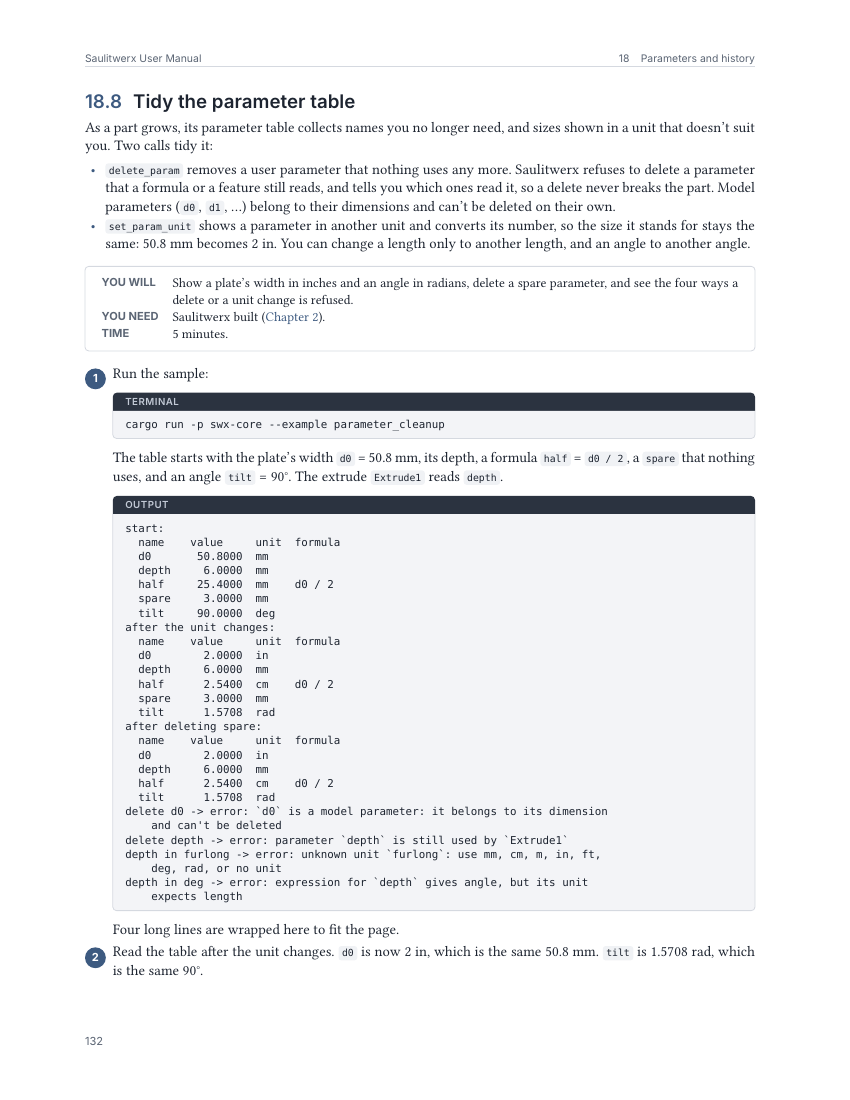 Saulitwerx User Manual
18 Parameters and history
18.8 Tidy the parameter table
As a part grows, its parameter table collects names you no longer need, and sizes shown in a unit that doesn’t suit
you. Two calls tidy it:
• delete_param removes a user parameter that nothing uses any more. Saulitwerx refuses to delete a parameter
that a formula or a feature still reads, and tells you which ones read it, so a delete never breaks the part. Model
parameters ( d0 , d1 , …) belong to their dimensions and can’t be deleted on their own.
• set_param_unit shows a parameter in another unit and converts its number, so the size it stands for stays the
same: 50.8 mm becomes 2 in. You can change a length only to another length, and an angle to another angle.
YOU WILL Show a plate’s width in inches and an angle in radians, delete a spare parameter, and see the four ways a
delete or a unit change is refused.
YOU NEED Saulitwerx built (Chapter 2).
TIME 5 minutes.
1 Run the sample:
TERMINAL
cargo run -p swx-core --example parameter_cleanup
The table starts with the plate’s width d0 = 50.8 mm, its depth, a formula half = d0 / 2 , a spare that nothing
uses, and an angle tilt = 90°. The extrude Extrude1 reads depth .
OUTPUT
start:
  name    value     unit  formula
  d0       50.8000  mm
  depth     6.0000  mm
  half     25.4000  mm    d0 / 2
  spare     3.0000  mm
  tilt     90.0000  deg
after the unit changes:
  name    value     unit  formula
  d0        2.0000  in
  depth     6.0000  mm
  half      2.5400  cm    d0 / 2
  spare     3.0000  mm
  tilt      1.5708  rad
after deleting spare:
  name    value     unit  formula
  d0        2.0000  in
  depth     6.0000  mm
  half      2.5400  cm    d0 / 2
  tilt      1.5708  rad
delete d0 -> error: `d0` is a model parameter: it belongs to its dimension
    and can't be deleted
delete depth -> error: parameter `depth` is still used by `Extrude1`
depth in furlong -> error: unknown unit `furlong`: use mm, cm, m, in, ft,
    deg, rad, or no unit
depth in deg -> error: expression for `depth` gives angle, but its unit
    expects length
Four long lines are wrapped here to fit the page.
2 Read the table after the unit changes. d0 is now 2 in, which is the same 50.8 mm. tilt is 1.5708 rad, which
is the same 90°.
132